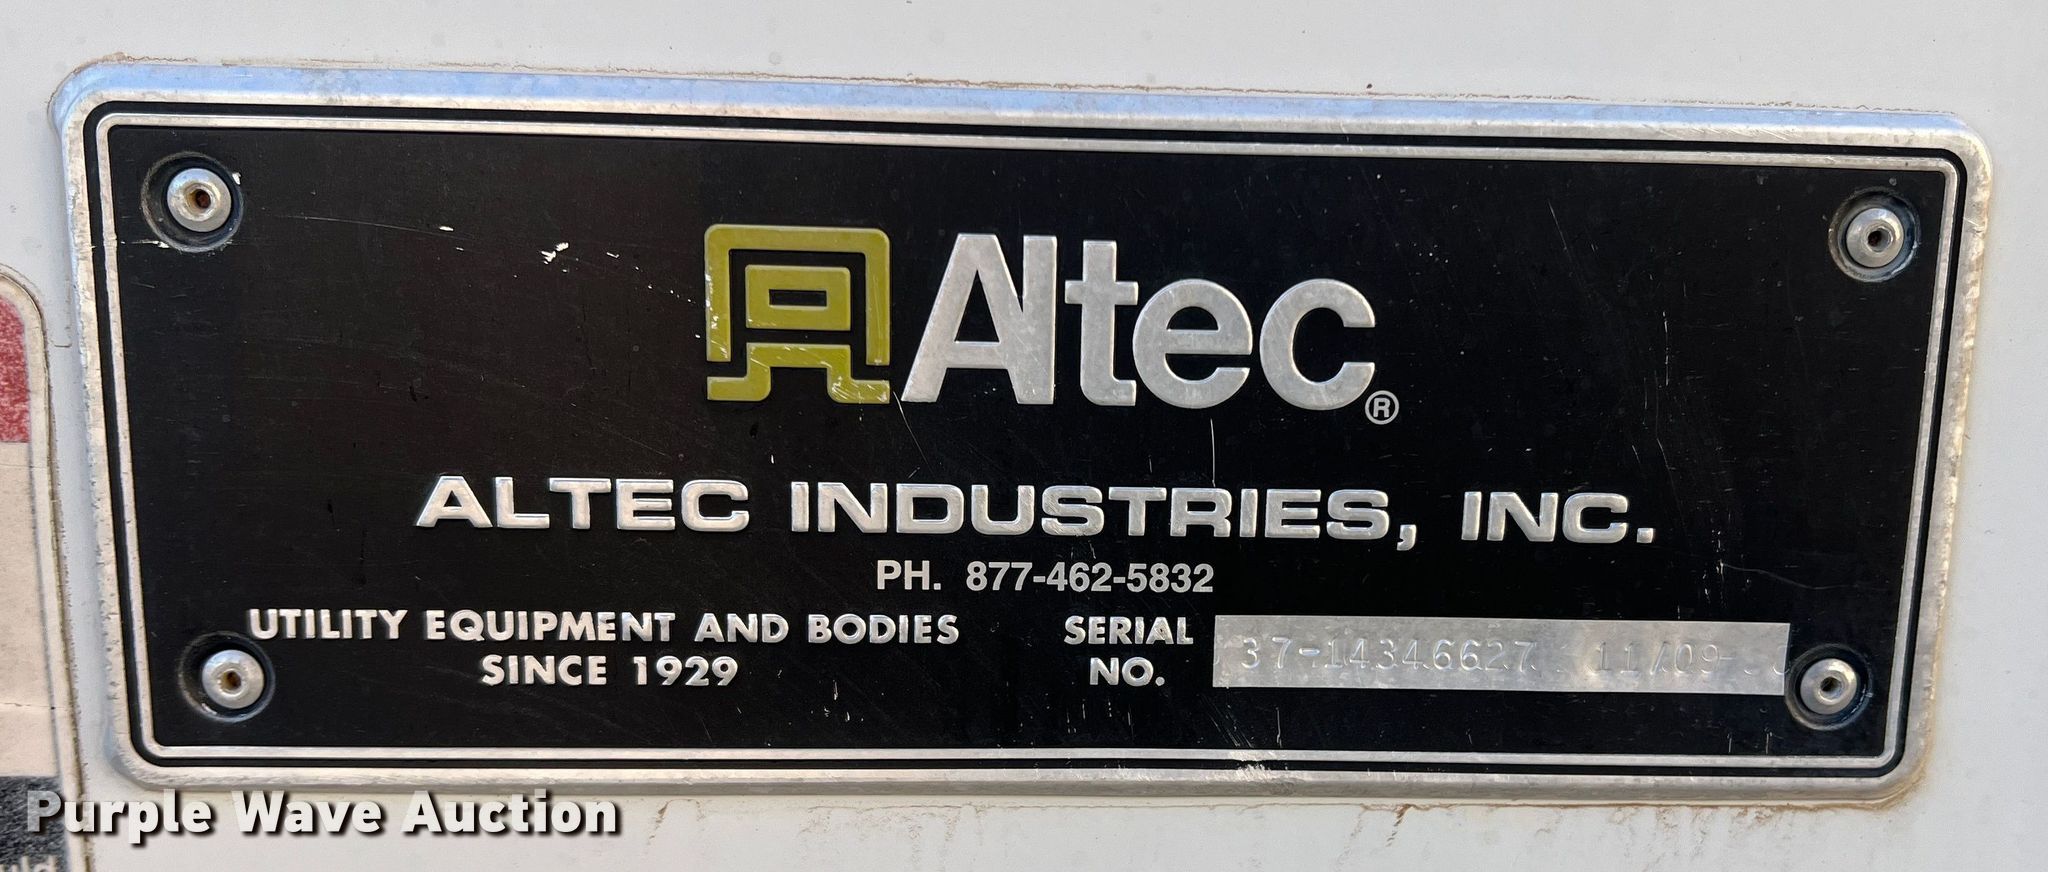 Altec®
ALTEC INDUSTRIES, INC.
PH. 877-462-5832
UTILITY EQUIPMENT AND BODIES
SINCE 1929
SERIAL
NO.
37-14346627 11/09
Purple Wave Auction